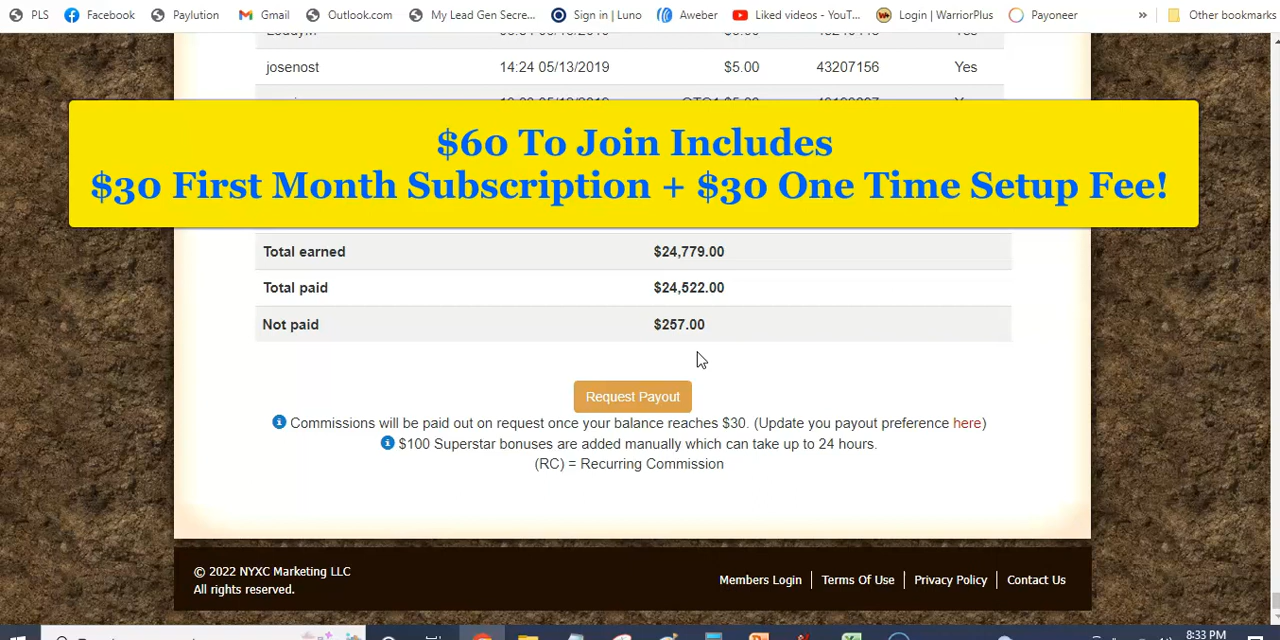 PLS Facebook Paylution Gmail Outlook.com My Lead Gen Secre... Sign in | Luno Aweber Liked videos - YouT... Login | WarriorPlus Payoneer » Other bookmarks
josenost 14:24 05/13/2019 $5.00 43207156 Yes
$60 To Join Includes
$30 First Month Subscription + $30 One Time Setup Fee!
Total earned $24,779.00
Total paid $24,522.00
Not paid $257.00
Request Payout
Commissions will be paid out on request once your balance reaches $30. (Update you payout preference here)
$100 Superstar bonuses are added manually which can take up to 24 hours.
(RC) = Recurring Commission
© 2022 NYXC Marketing LLC
All rights reserved.
Members Login | Terms Of Use | Privacy Policy | Contact Us
8:33 PM